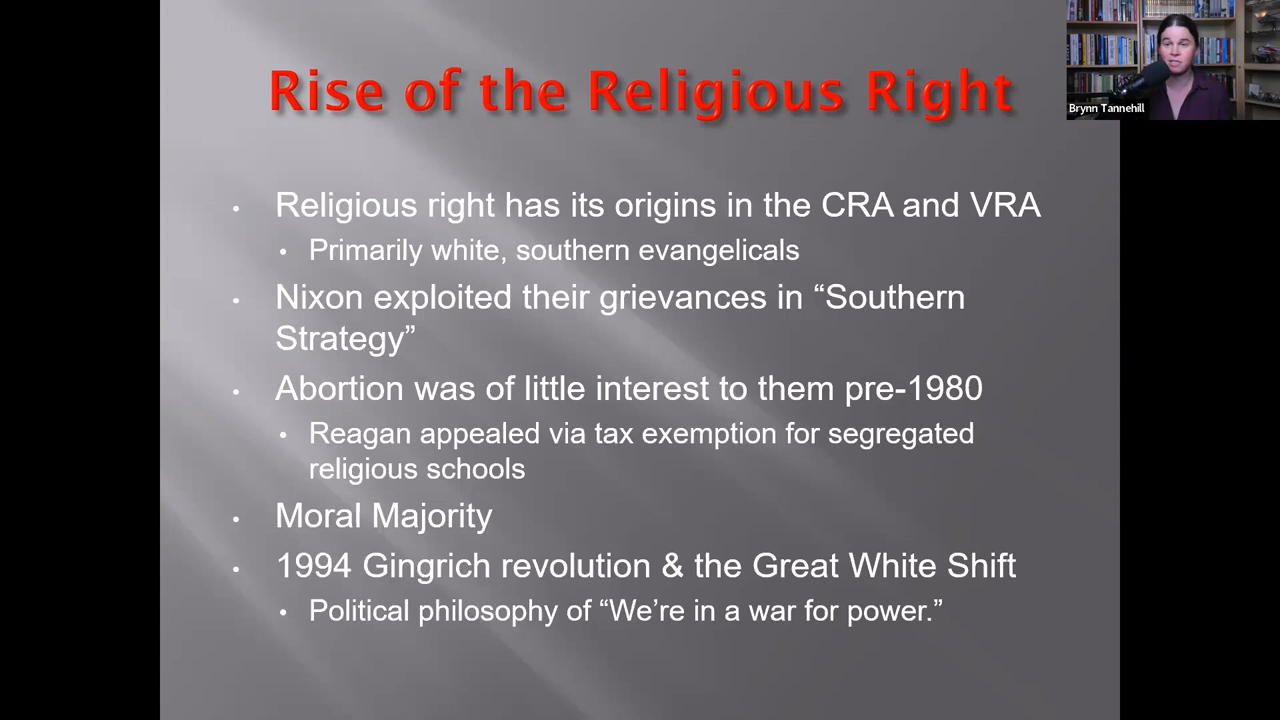 Rise of the Religious Right
Brynn Tannehill
• Religious right has its origins in the CRA and VRA
• Primarily white, southern evangelicals
• Nixon exploited their grievances in “Southern
Strategy”
• Abortion was of little interest to them pre-1980
• Reagan appealed via tax exemption for segregated
religious schools
• Moral Majority
• 1994 Gingrich revolution & the Great White Shift
• Political philosophy of “We’re in a war for power.”